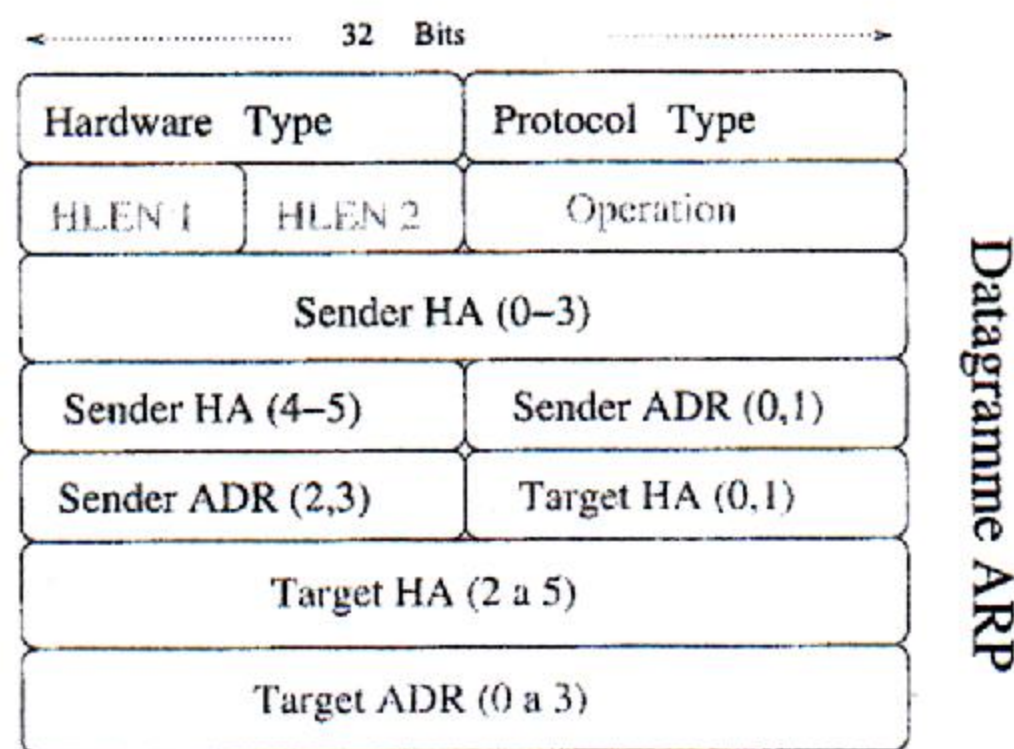 32 Bits
Hardware Type
Protocol Type
HLEN 1
HLEN 2
Operation
Sender HA (0–3)
Sender HA (4–5)
Sender ADR (0,1)
Sender ADR (2,3)
Target HA (0,1)
Target HA (2 a 5)
Target ADR (0 a 3)
Datagramme ARP